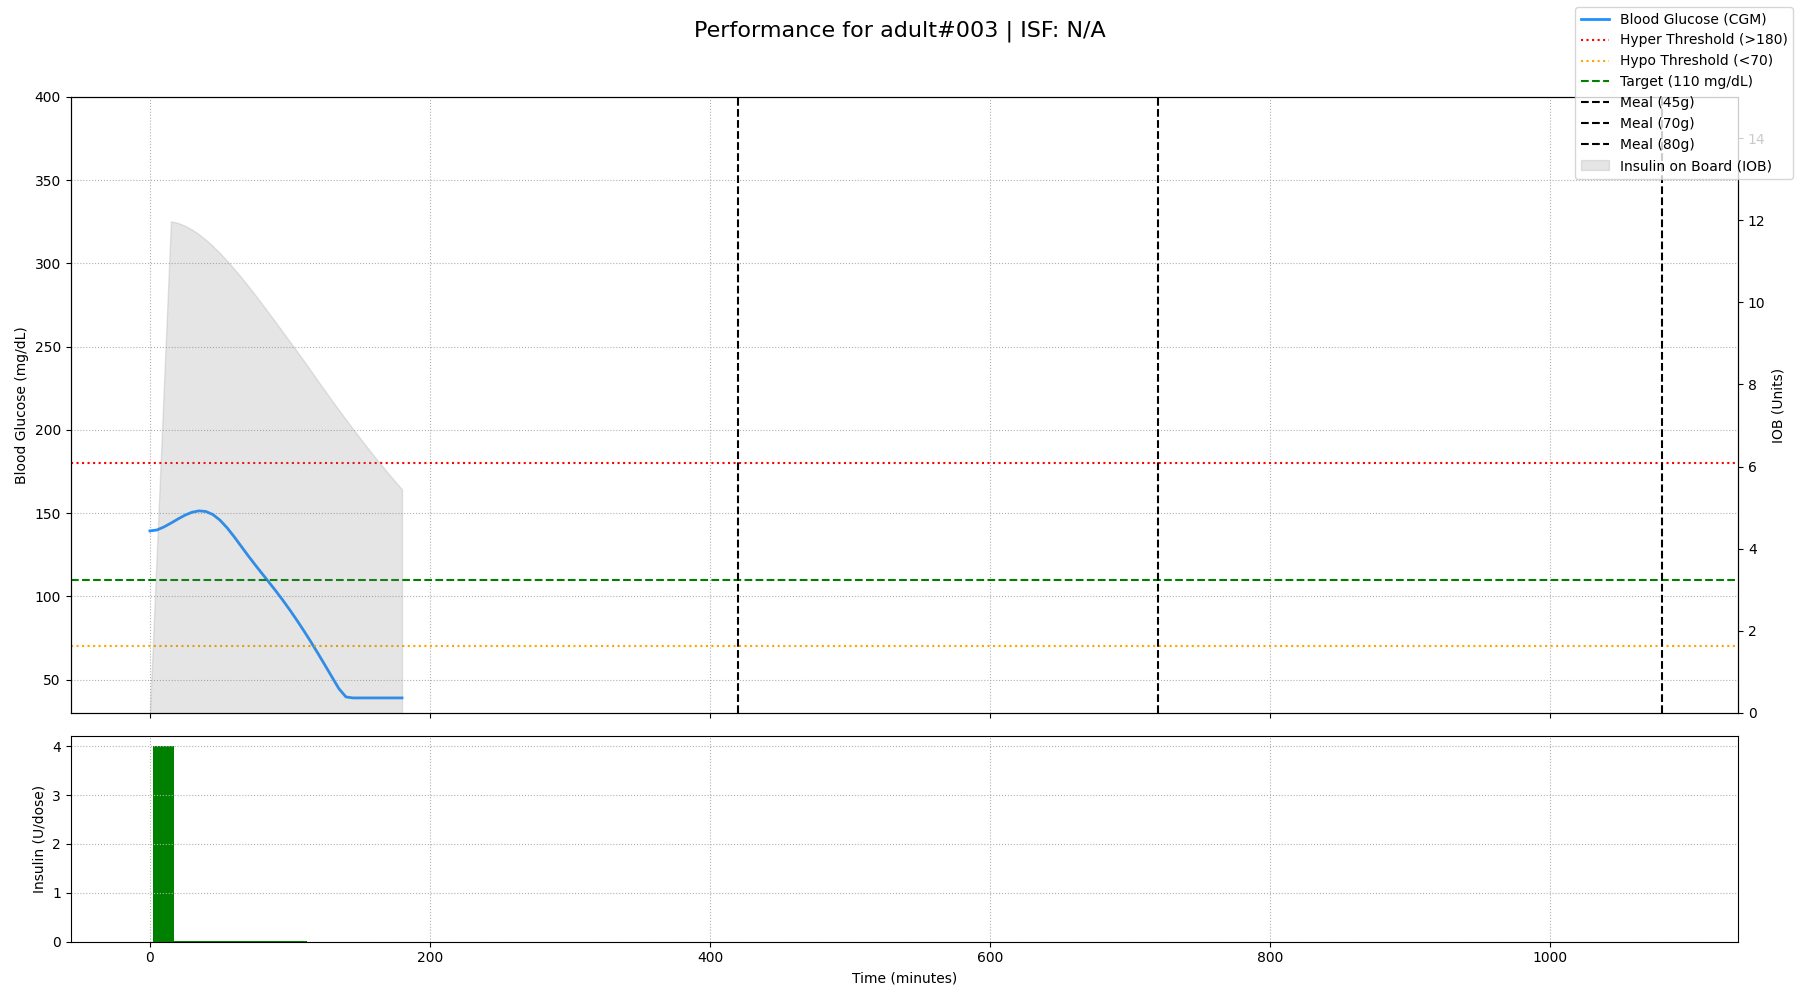 Performance for adult#003 | ISF: N/A
Blood Glucose (CGM)
Hyper Threshold (>180)
Hypo Threshold (<70)
Target (110 mg/dL)
Meal (45g)
Meal (70g)
Meal (80g)
Insulin on Board (IOB)
Blood Glucose (mg/dL)
400
350
300
250
200
150
100
50
14
12
10
8
6
4
2
0
IOB (Units)
Insulin (U/dose)
4
3
2
1
0
0
200
400
600
800
1000
Time (minutes)